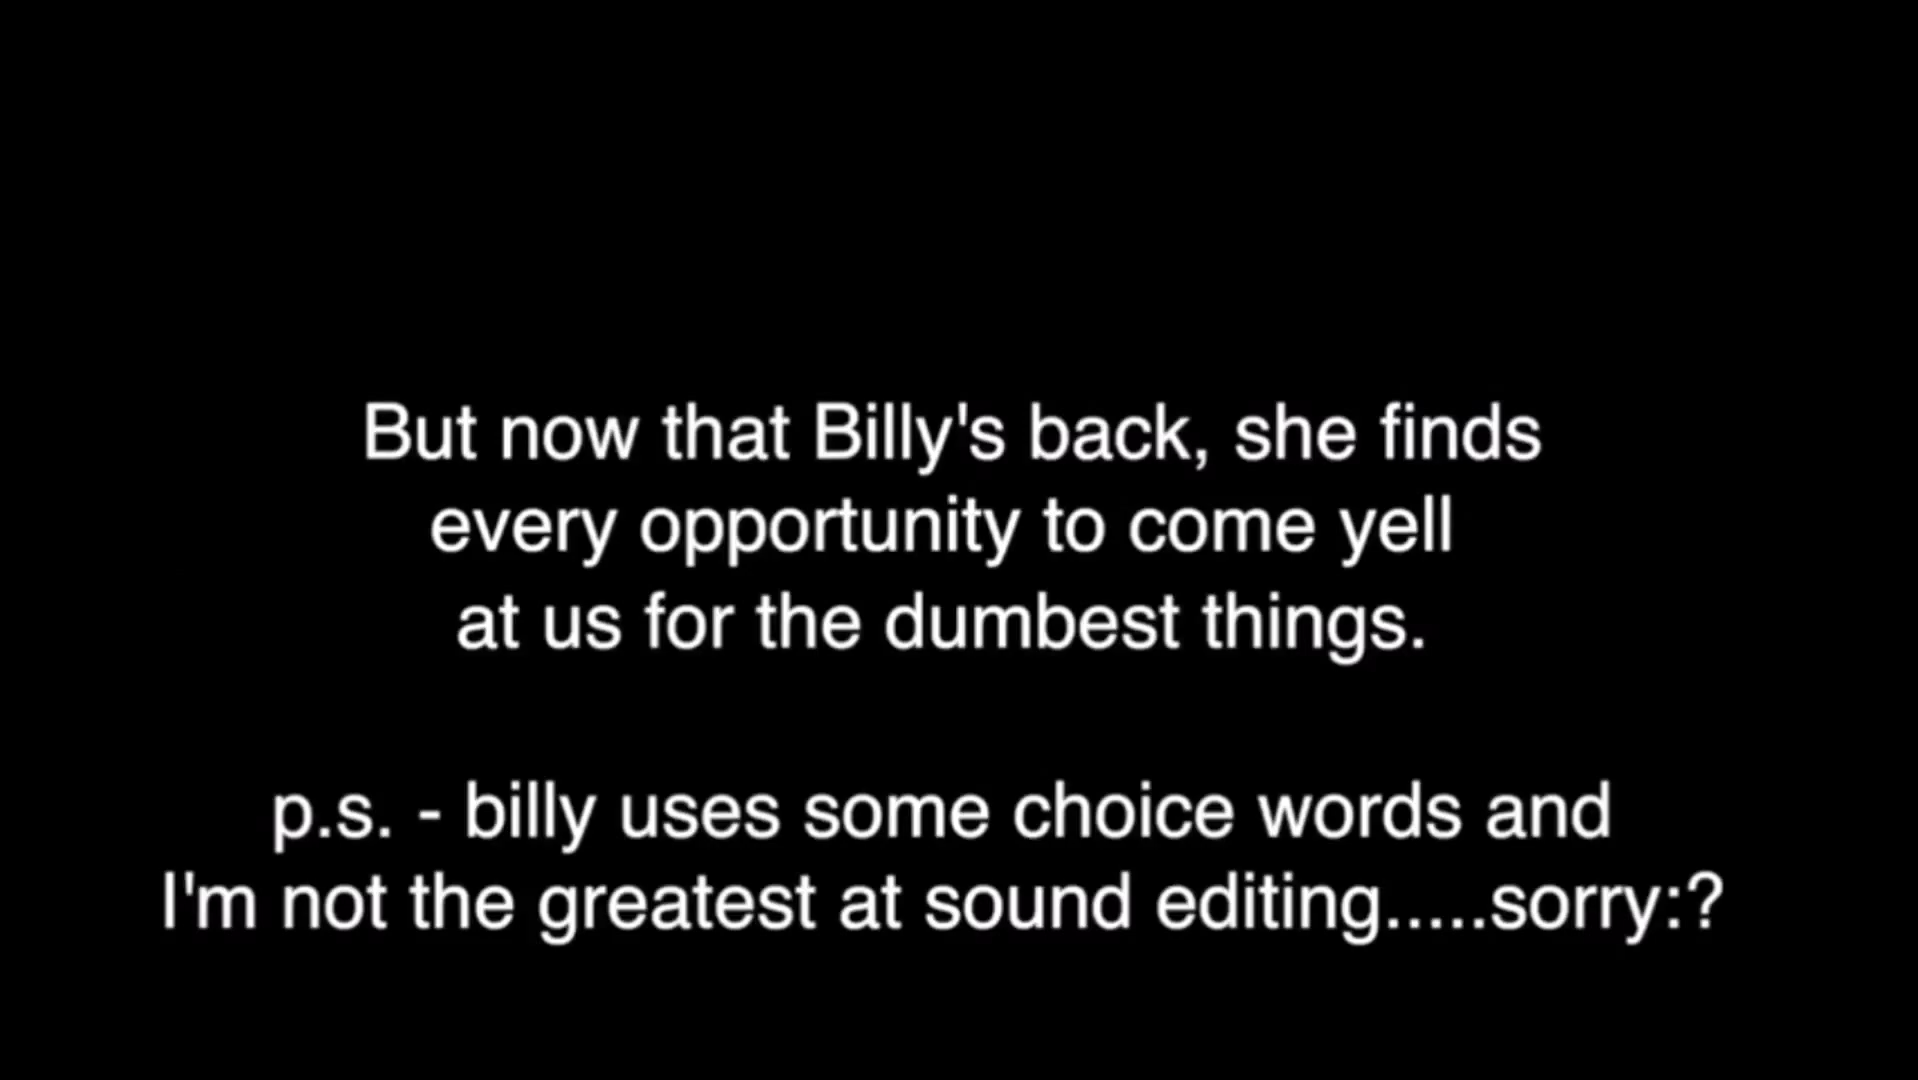 But now that Billy's back, she finds
every opportunity to come yell
at us for the dumbest things.
p.s. - billy uses some choice words and
I'm not the greatest at sound editing.....sorry:?